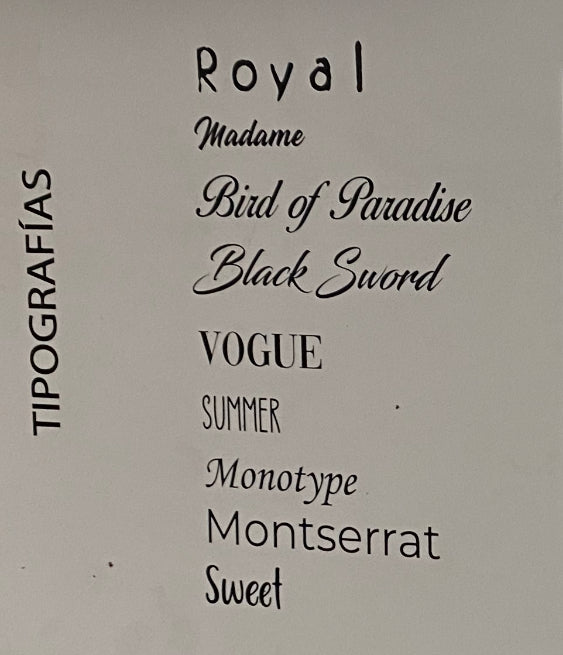 TIPOGRAFÍAS
Royal
Madame
Bird of Paradise
Black Sword
VOGUE
SUMMER
Monotype
Montserrat
Sweet